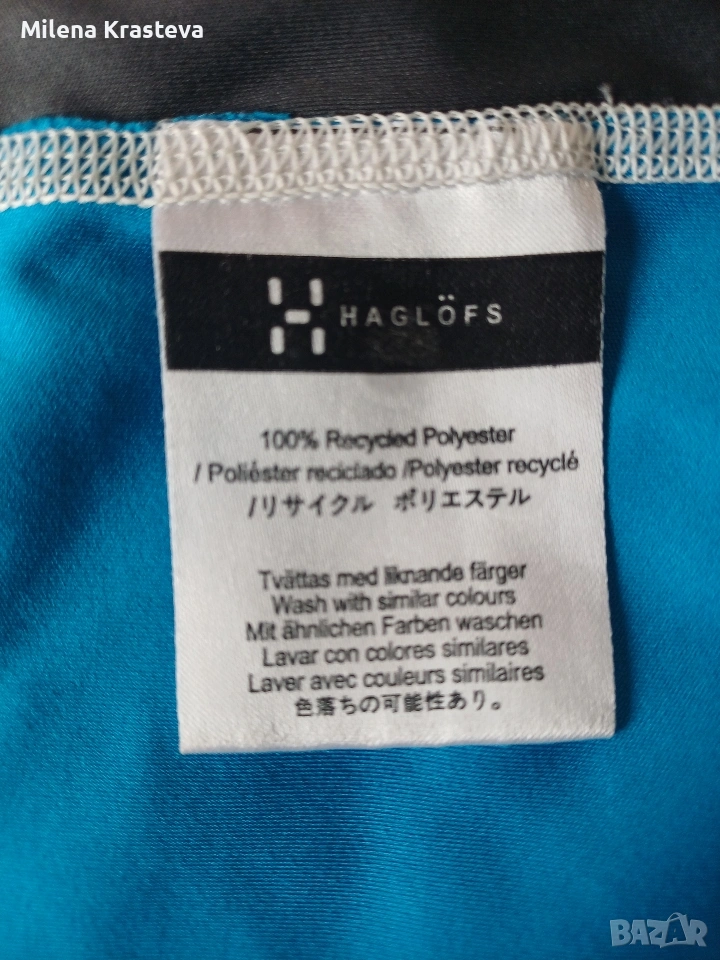 Milena Krasteva
HAGLÖFS
100% Recycled Polyester
/ Poliéster reciclado /Polyester recyclé
/リサイクル ポリエステル
Tvättas med liknande färger
Wash with similar colours
Mit ähnlichen Farben waschen
Lavar con colores similares
Laver avec couleurs similaires
色落ちの可能性あり。
BAZAR